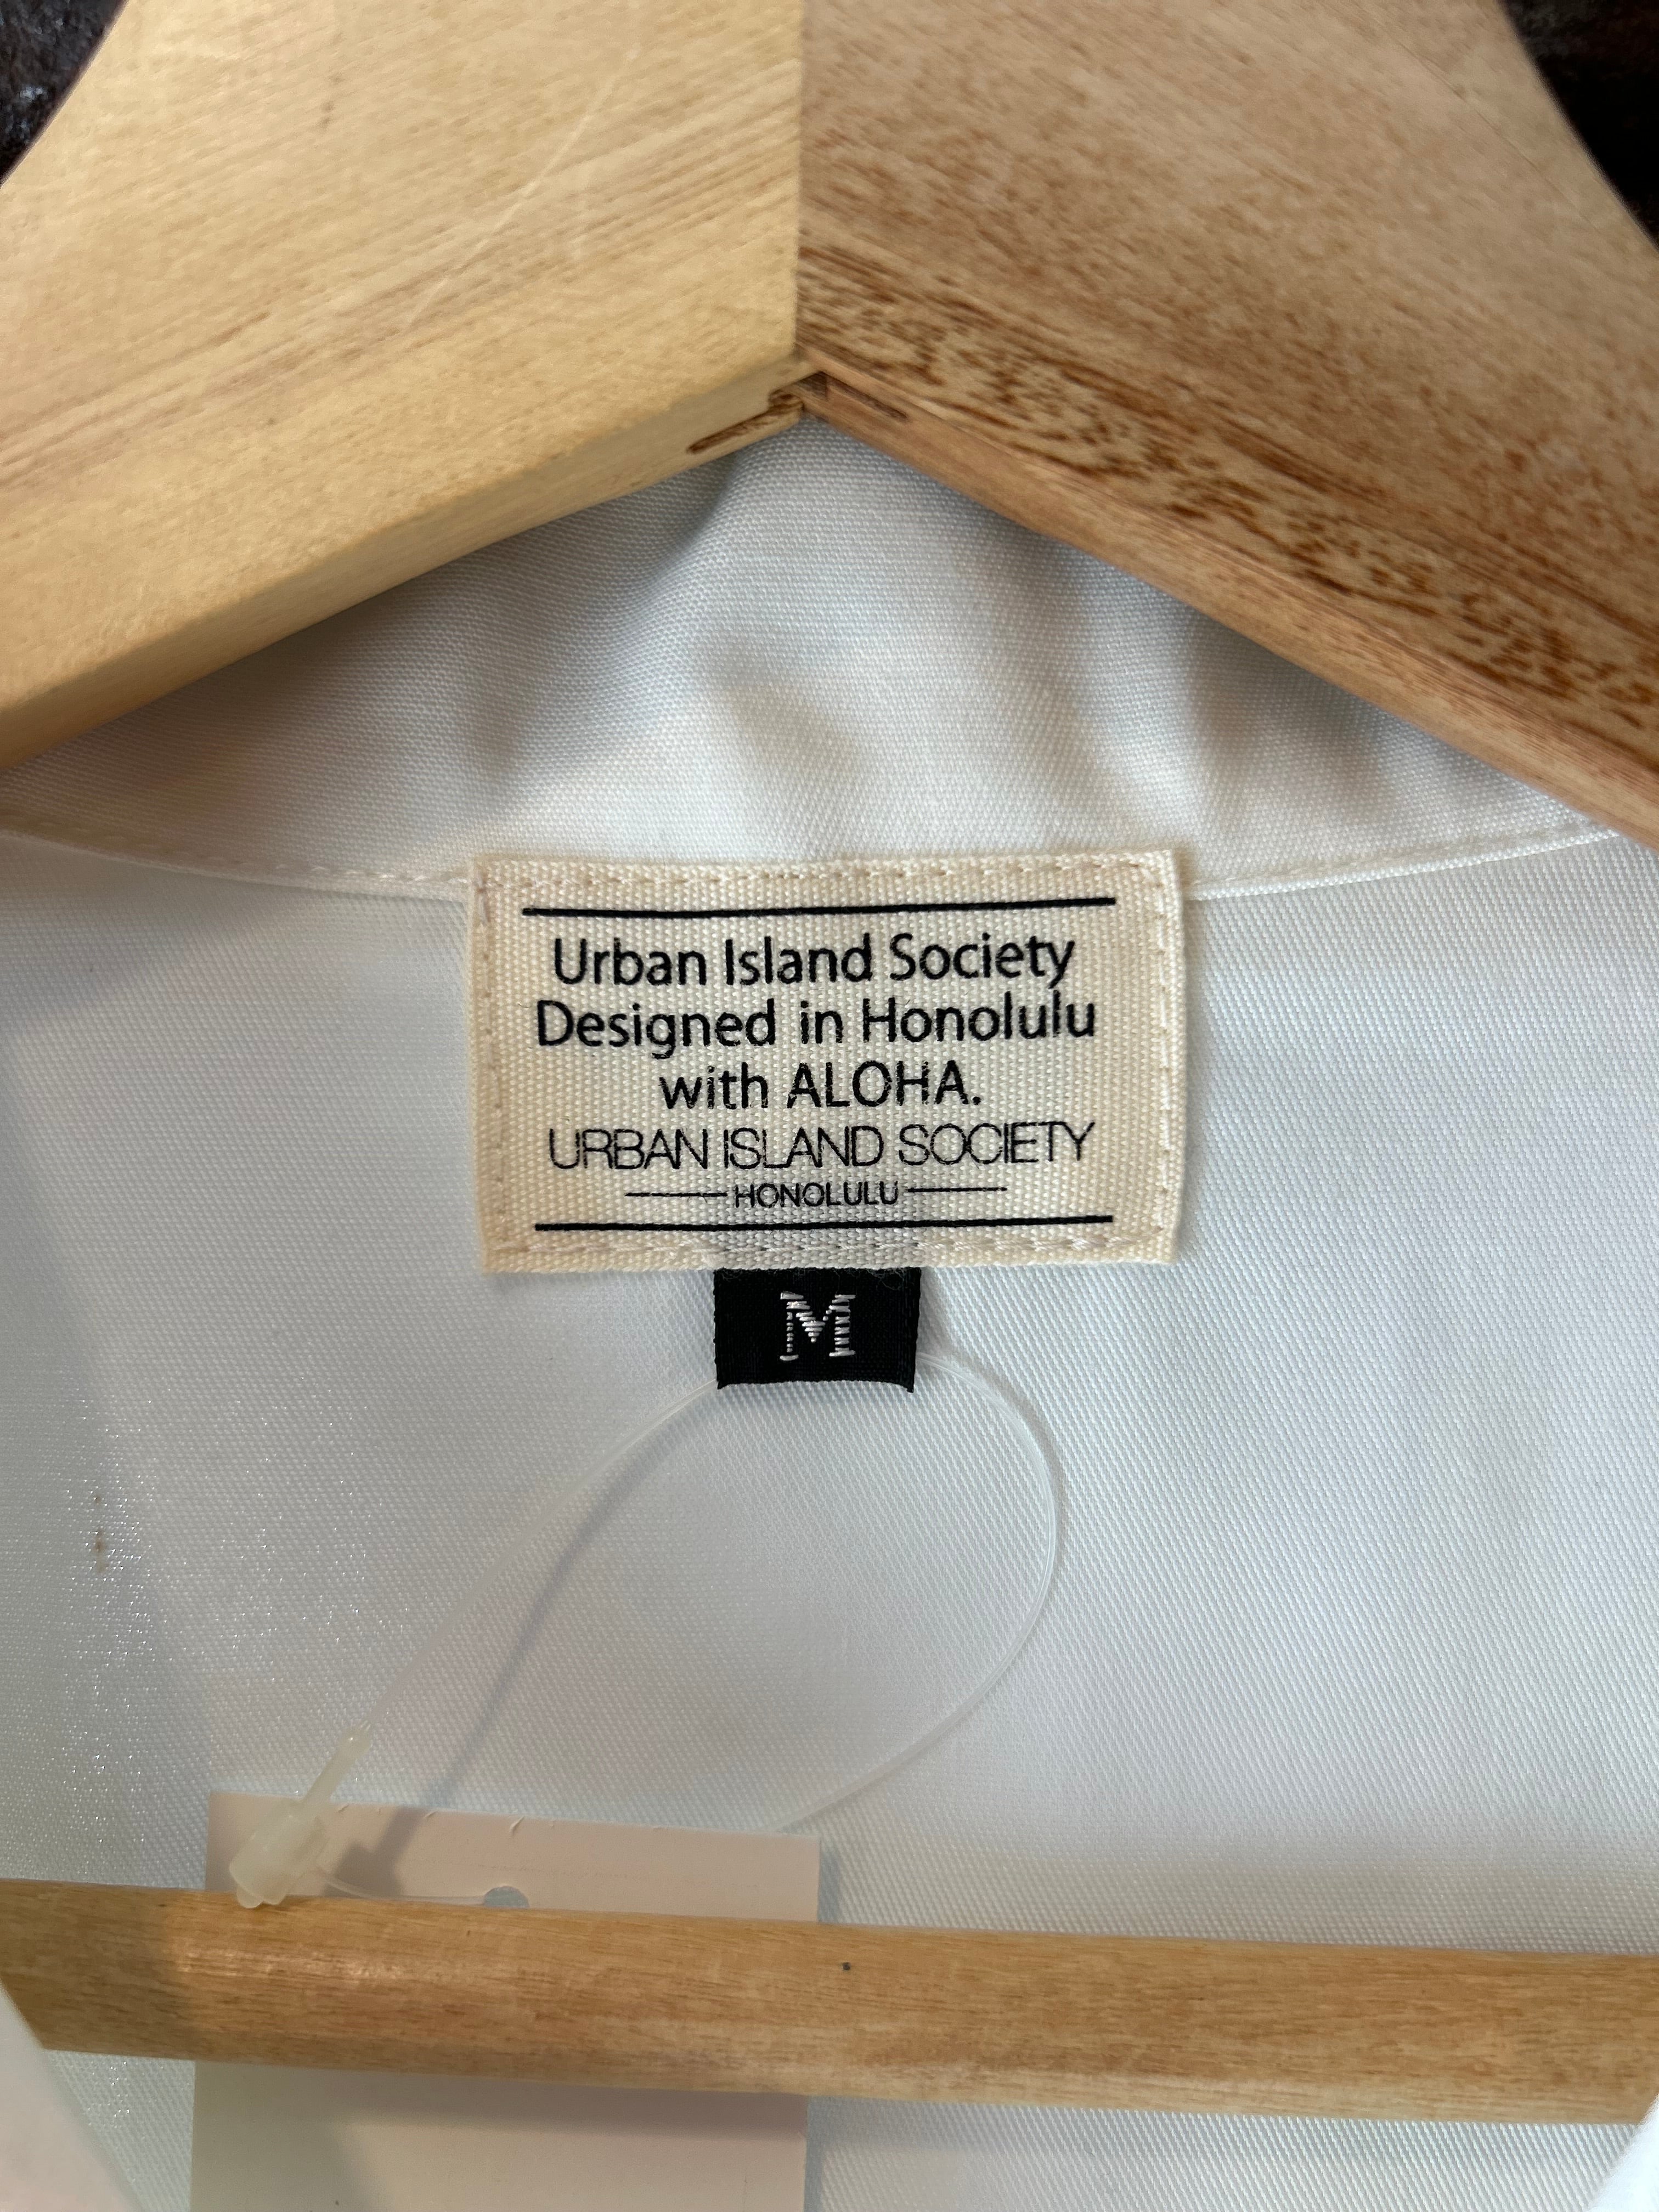 Urban Island Society
Designed in Honolulu
with ALOHA.
URBAN ISLAND SOCIETY
HONOLULU
M